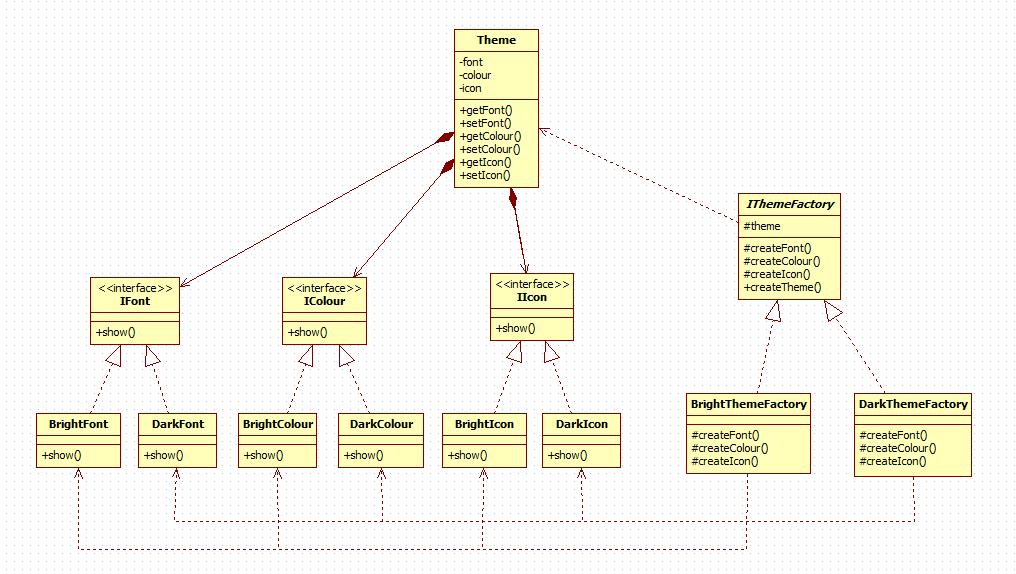 Theme
-font
-colour
-icon
+getFont()
+setFont()
+getColour()
+setColour()
+getIcon()
+setIcon()
IThemeFactory
#theme
#createFont()
#createColour()
#createIcon()
+createTheme()
<<interface>>
IFont
+show()
<<interface>>
IColour
+show()
<<interface>>
IIcon
+show()
BrightFont
+show()
DarkFont
+show()
BrightColour
+show()
DarkColour
+show()
BrightIcon
+show()
DarkIcon
+show()
BrightThemeFactory
#createFont()
#createColour()
#createIcon()
DarkThemeFactory
#createFont()
#createColour()
#createIcon()